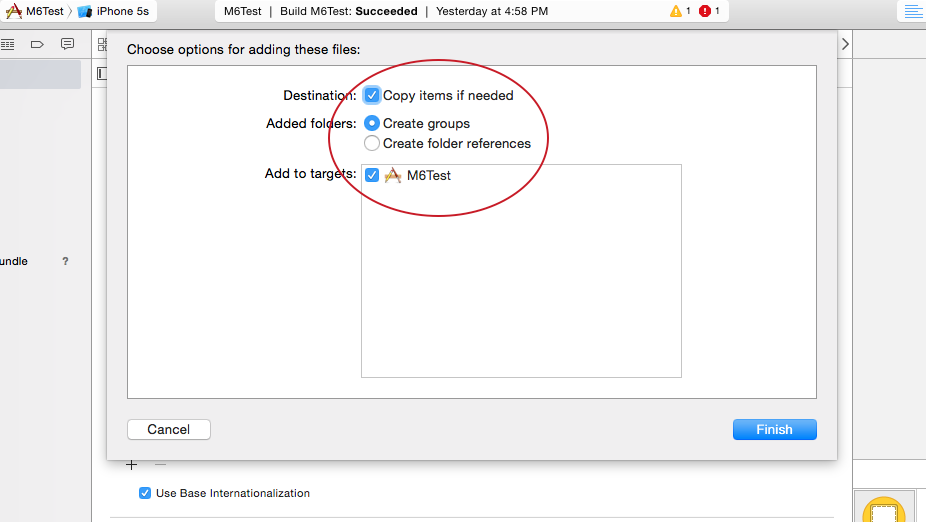 M6Test 〉 iPhone 5s
M6Test | Build M6Test: Succeeded | Yesterday at 4:58 PM 1 1
Choose options for adding these files:
Destination: Copy items if needed
Added folders: Create groups
Create folder references
Add to targets: M6Test
undle ?
Cancel Finish
Use Base Internationalization